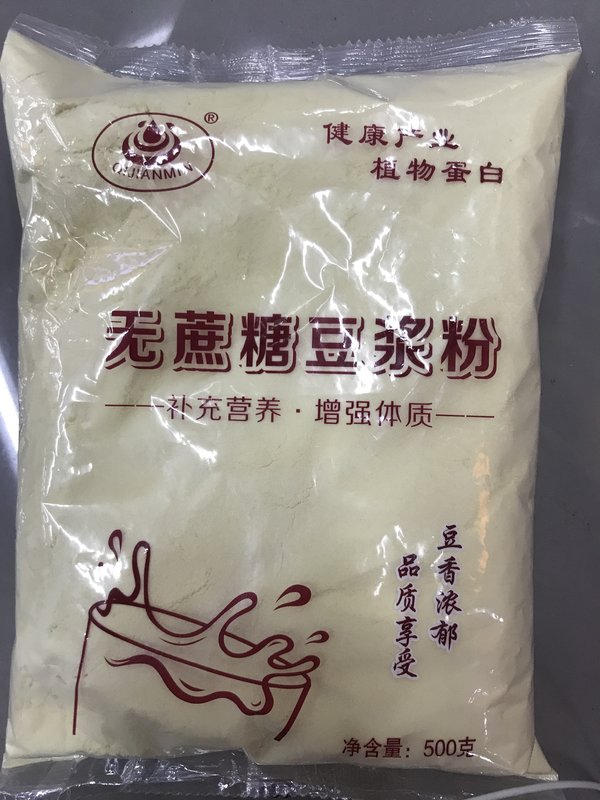 QIJIANMIN®
健康产业
植物蛋白
无蔗糖豆浆粉
——补充营养·增强体质——
豆香浓郁
品质享受
净含量：500克